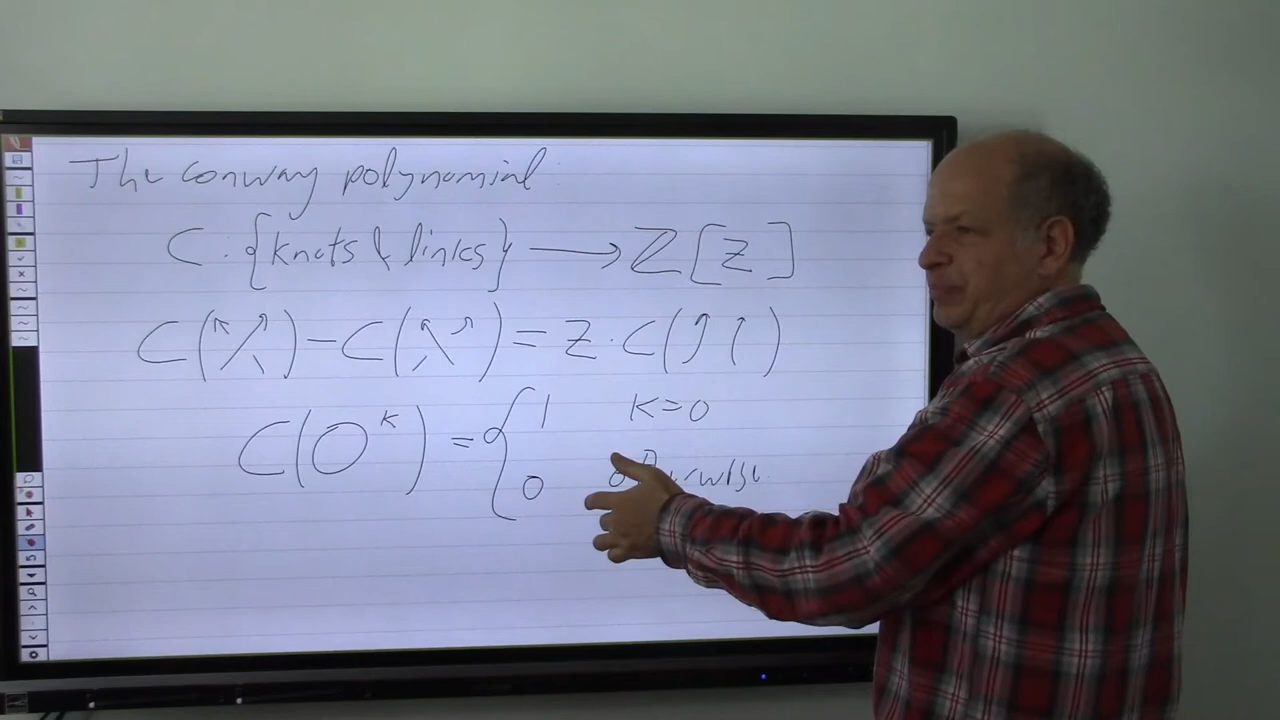 The conway polynomial
C : {knots & links} ⟶ ℤ[z]
C(⤲) − C(⤱) = z · C(↿↾)
C(O^k) = { 1 k=0
0 otherwise